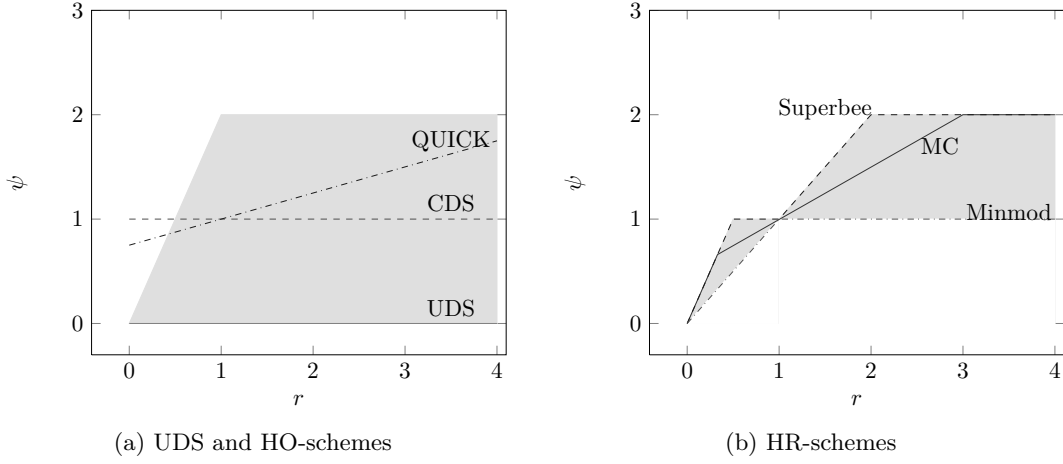 3
2
1
0
ψ
0 1 2 3 4
r
QUICK
CDS
UDS
(a) UDS and HO-schemes
3
2
1
0
ψ
0 1 2 3 4
r
Superbee
MC
Minmod
(b) HR-schemes